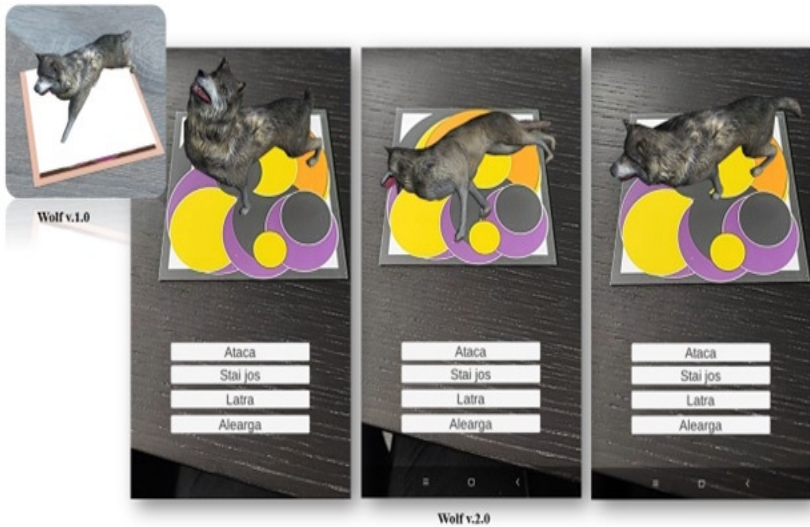 Wolf v.1.0
Ataca
Stai jos
Latra
Alearga
Ataca
Stai jos
Latra
Alearga
Ataca
Stai jos
Latra
Alearga
Wolf v.2.0